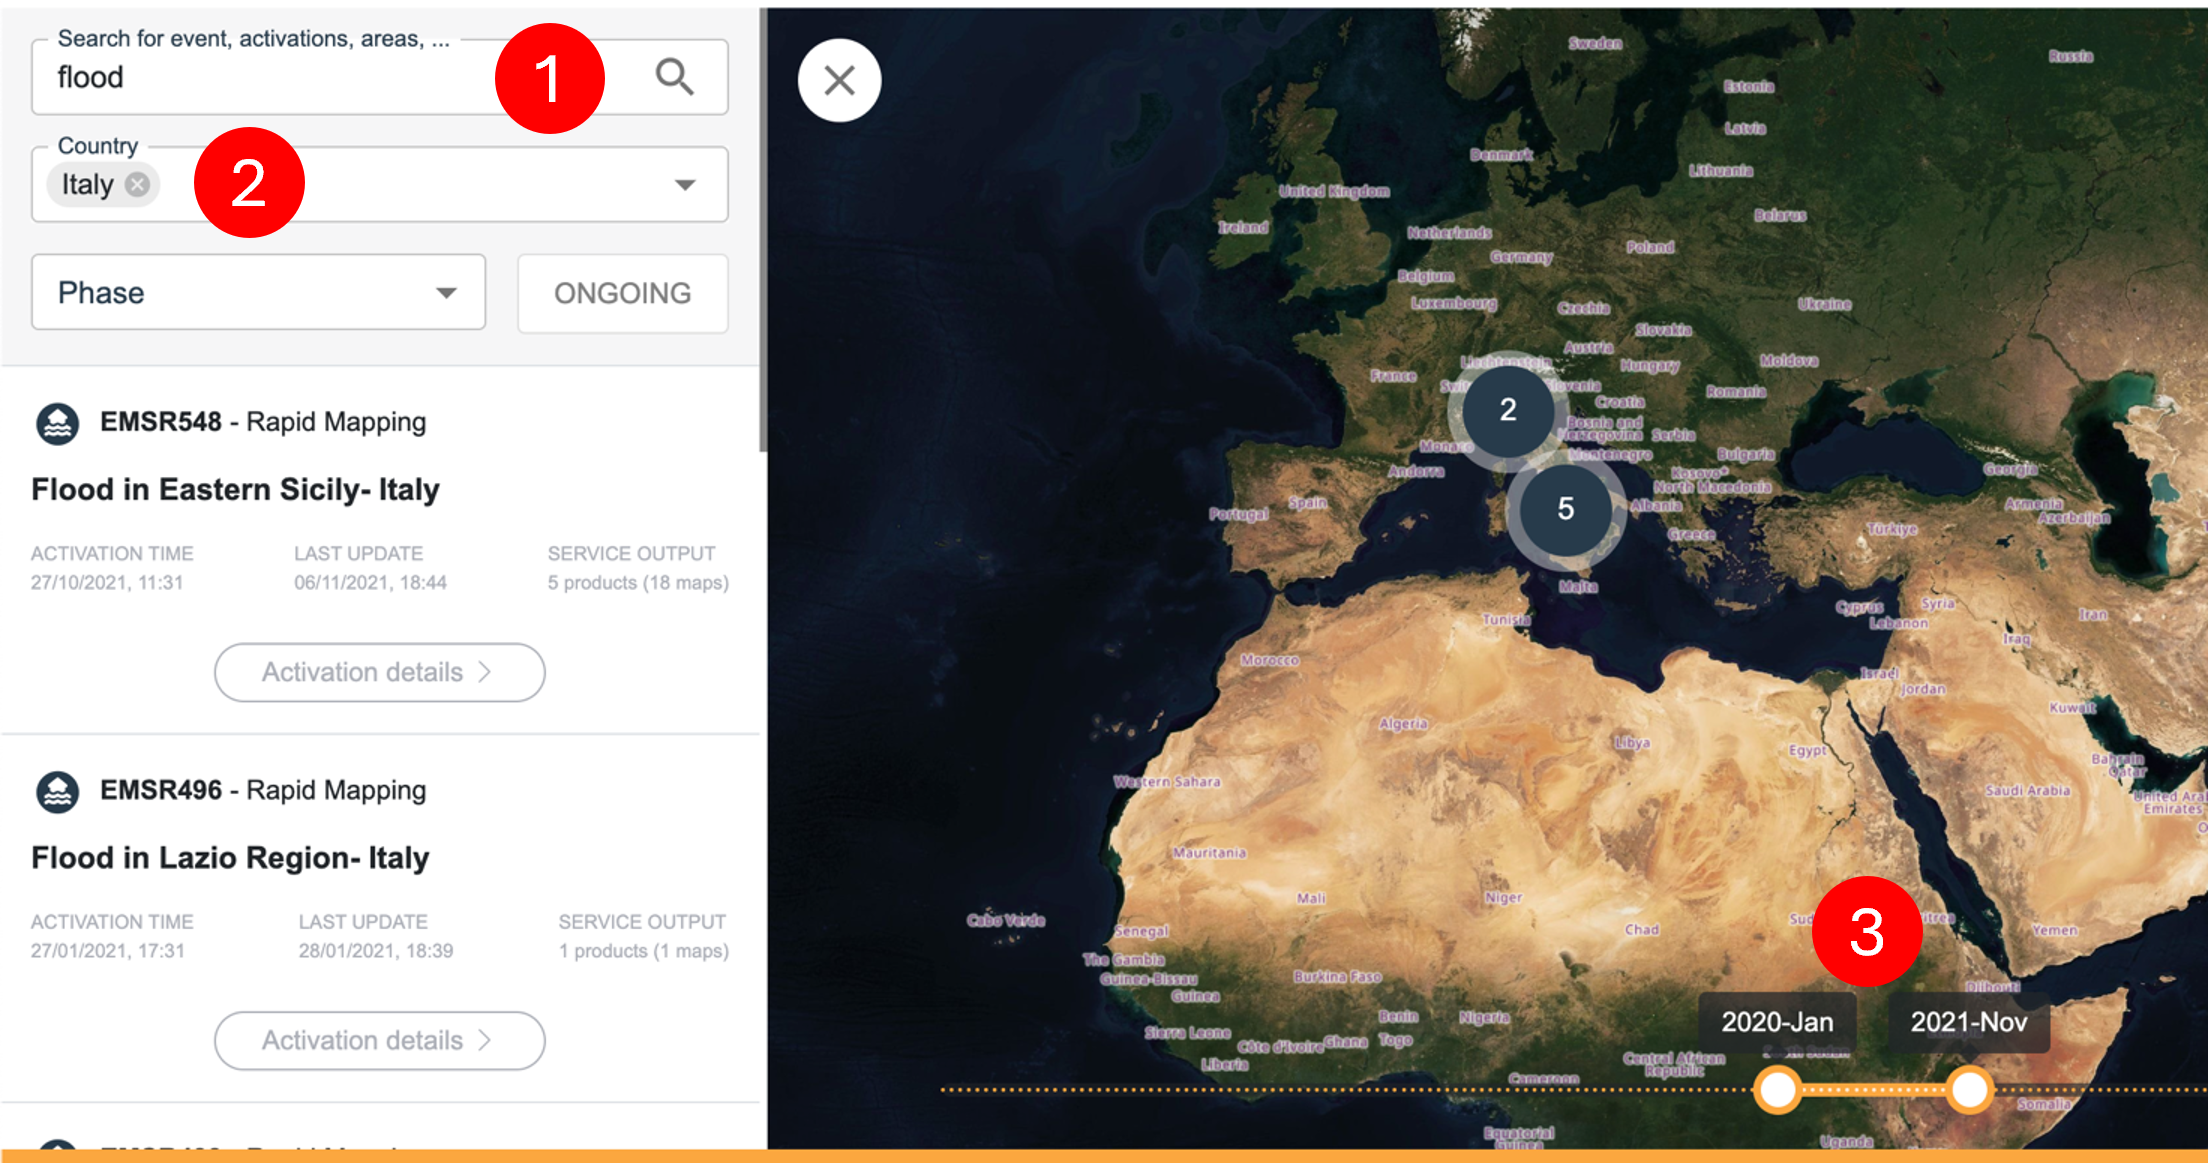 Search for event, activations, areas, ...
flood
1
Country
Italy
2
Phase
ONGOING
EMSR548 - Rapid Mapping
Flood in Eastern Sicily- Italy
ACTIVATION TIME LAST UPDATE SERVICE OUTPUT
27/10/2021, 11:31 06/11/2021, 18:44 5 products (18 maps)
Activation details
EMSR496 - Rapid Mapping
Flood in Lazio Region- Italy
ACTIVATION TIME LAST UPDATE SERVICE OUTPUT
27/01/2021, 17:31 28/01/2021, 18:39 1 products (1 maps)
Activation details
Sweden
Russia
Estonia
Latvia
Denmark
Lithuania
United Kingdom
Belarus
Ireland
Netherlands
Poland
Germany
Belgium
Luxembourg
Czechia
Ukraine
Slovakia
Austria
Liechtenstein
Hungary
Moldova
France
Romania
2
Croatia
Bosnia and
Herzegovina
Serbia
Montenegro
Bulgaria
Andorra
Kosovo*
Georgia
North Macedonia
Spain
Portugal
5
Albania
Armenia
Azerbaijan
Greece
Türkiye
Malta
Cyprus
Syria
Lebanon
Iran
Tunisia
Iraq
Morocco
Israel
Jordan
Kuwait
Algeria
Libya
Egypt
Bahrain
Qatar
Western Sahara
Saudi Arabia
United Ara
Emirates
Mauritania
Mali
Niger
Cabo Verde
Senegal
Chad
3
Yemen
The Gambia
Guinea-Bissau
Burkina Faso
Guinea
Djibouti
Benin
Nigeria
2020-Jan
2021-Nov
Sierra Leone
Côte d'Ivoire
Ghana
Togo
Liberia
Central African
Republic
South Sudan
Cameroon
Somalia
Equatorial
Guinea
Uganda